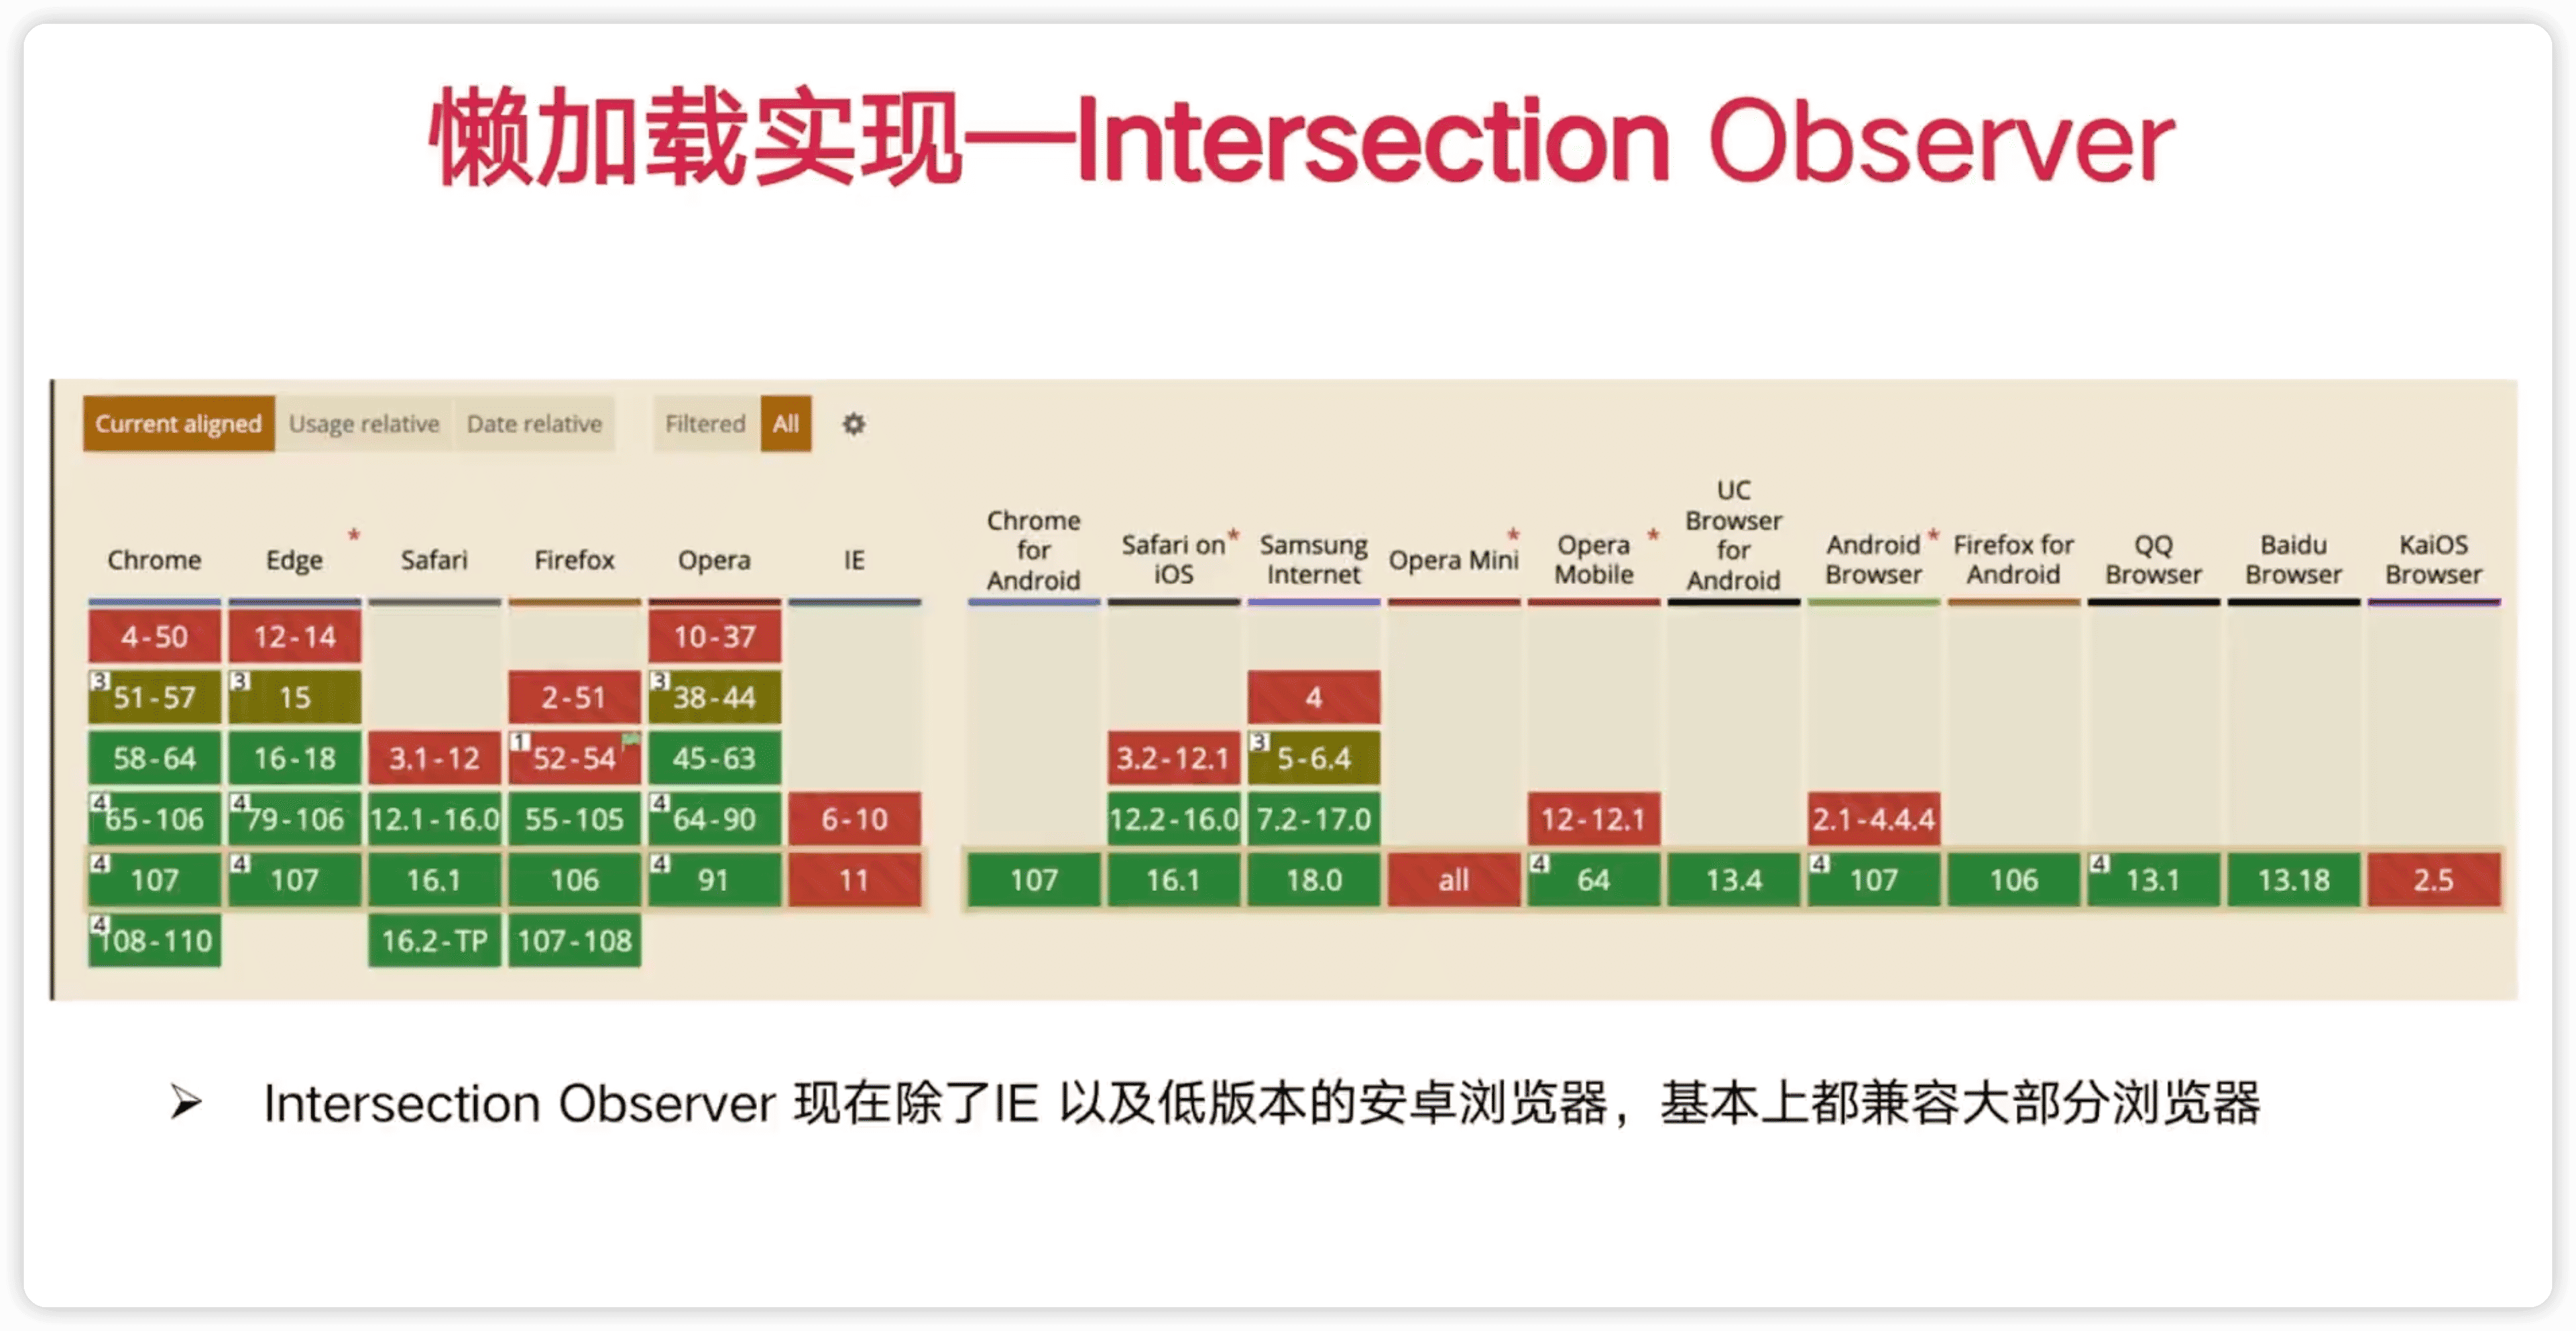 懒加载实现—Intersection Observer
Current aligned Usage relative Date relative Filtered All
Chrome Edge * Safari Firefox Opera IE Chrome for Android Safari on iOS * Samsung Internet Opera Mini * Opera Mobile * UC Browser for Android Android Browser * Firefox for Android QQ Browser Baidu Browser KaiOS Browser
4-50 12-14 10-37
3 51-57 3 15 2-51 3 38-44 4
58-64 16-18 3.1-12 1 52-54 45-63 3.2-12.1 3 5-6.4
4 65-106 4 79-106 12.1-16.0 55-105 4 64-90 6-10 12.2-16.0 7.2-17.0 12-12.1 2.1-4.4.4
4 107 4 107 16.1 106 4 91 11 107 16.1 18.0 all 4 64 13.4 4 107 106 4 13.1 13.18 2.5
4 108-110 16.2-TP 107-108
➢ Intersection Observer 现在除了IE 以及低版本的安卓浏览器，基本上都兼容大部分浏览器